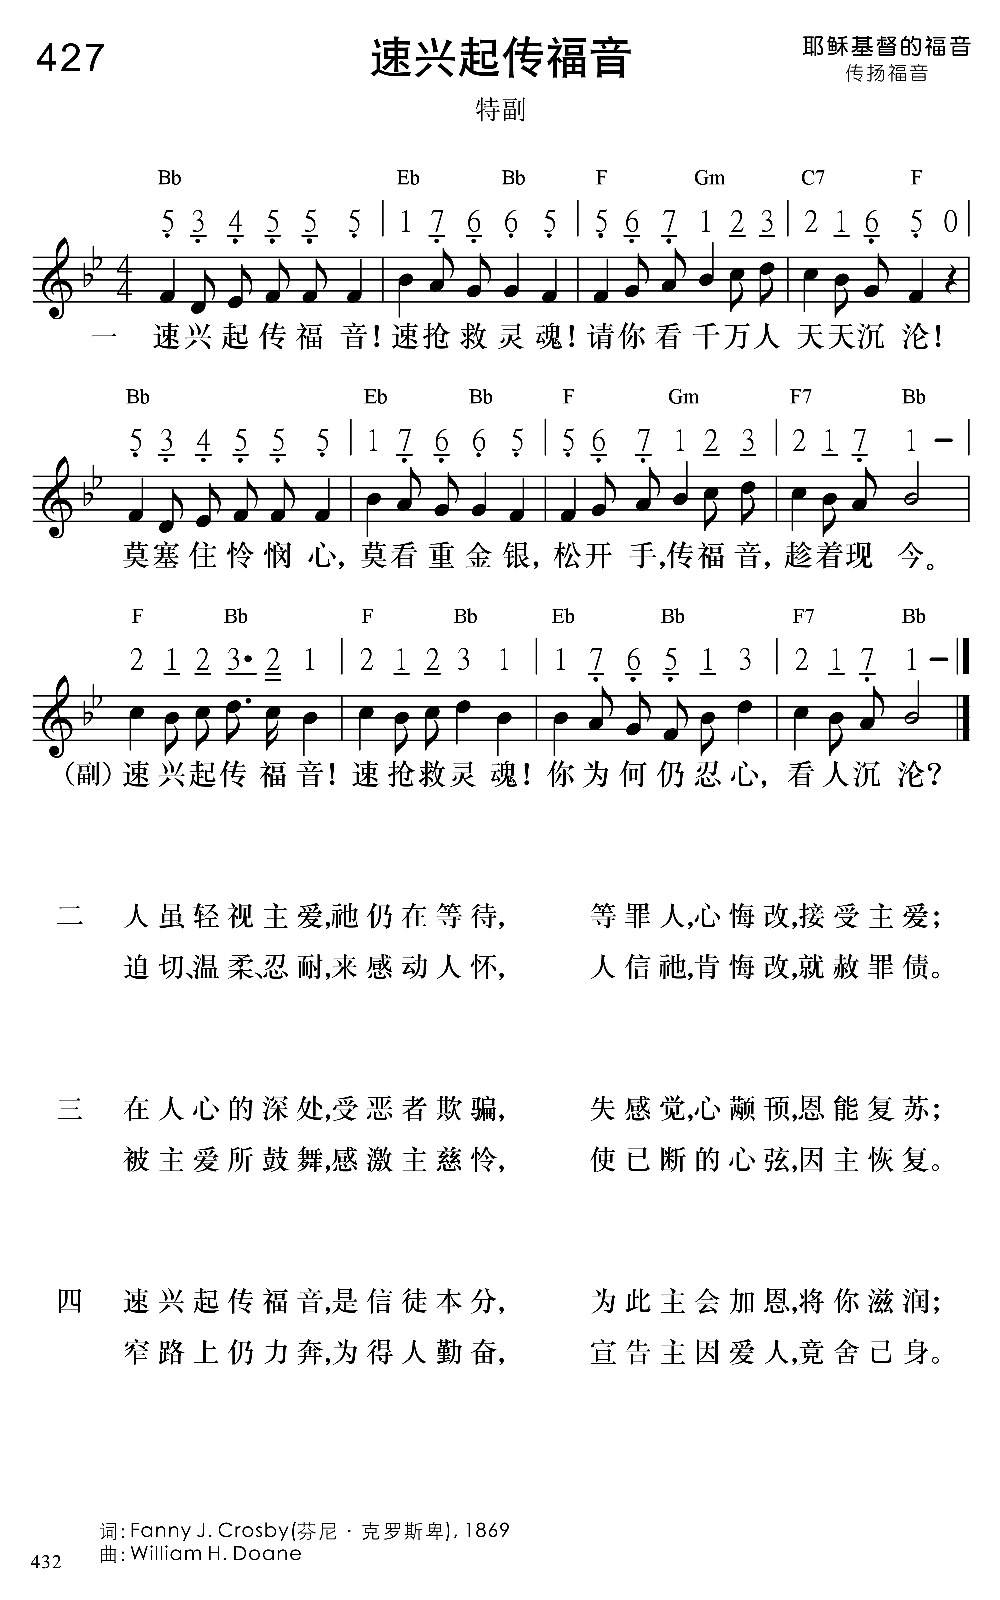 427
速兴起传福音
耶稣基督的福音
传扬福音
特副
Bb Eb Bb F Gm C7 F
5 3 4 5 5 5 | 1 7 6 6 5 | 5 6 7 1 2 3 | 2 1 6 5 0 |
4
4
一 速兴起传福音!速抢救灵魂!请你看千万人天天沉沦!
Bb Eb Bb F Gm F7 Bb
5 3 4 5 5 5 | 1 7 6 6 5 | 5 6 7 1 2 3 | 2 1 7 1 – |
莫塞住怜悯心,莫看重金银,松开手,传福音,趁着现今。
F Bb F Bb Eb Bb F7 Bb
2 1 2 3• 2 1 | 2 1 2 3 1 | 1 7 6 5 1 3 | 2 1 7 1 – ‖
(副)速兴起传福音!速抢救灵魂!你为何仍忍心,看人沉沦?
二 人虽轻视主爱,祂仍在等待, 等罪人,心悔改,接受主爱;
迫切、温柔、忍耐,来感动人怀, 人信祂,肯悔改,就赦罪债。
三 在人心的深处,受恶者欺骗, 失感觉,心颟顸,恩能复苏;
被主爱所鼓舞,感激主慈怜, 使已断的心弦,因主恢复。
四 速兴起传福音,是信徒本分, 为此主会加恩,将你滋润;
窄路上仍力奔,为得人勤奋, 宣告主因爱人,竟舍己身。
词:Fanny J. Crosby(芬尼 · 克罗斯卑), 1869
曲:William H. Doane
432